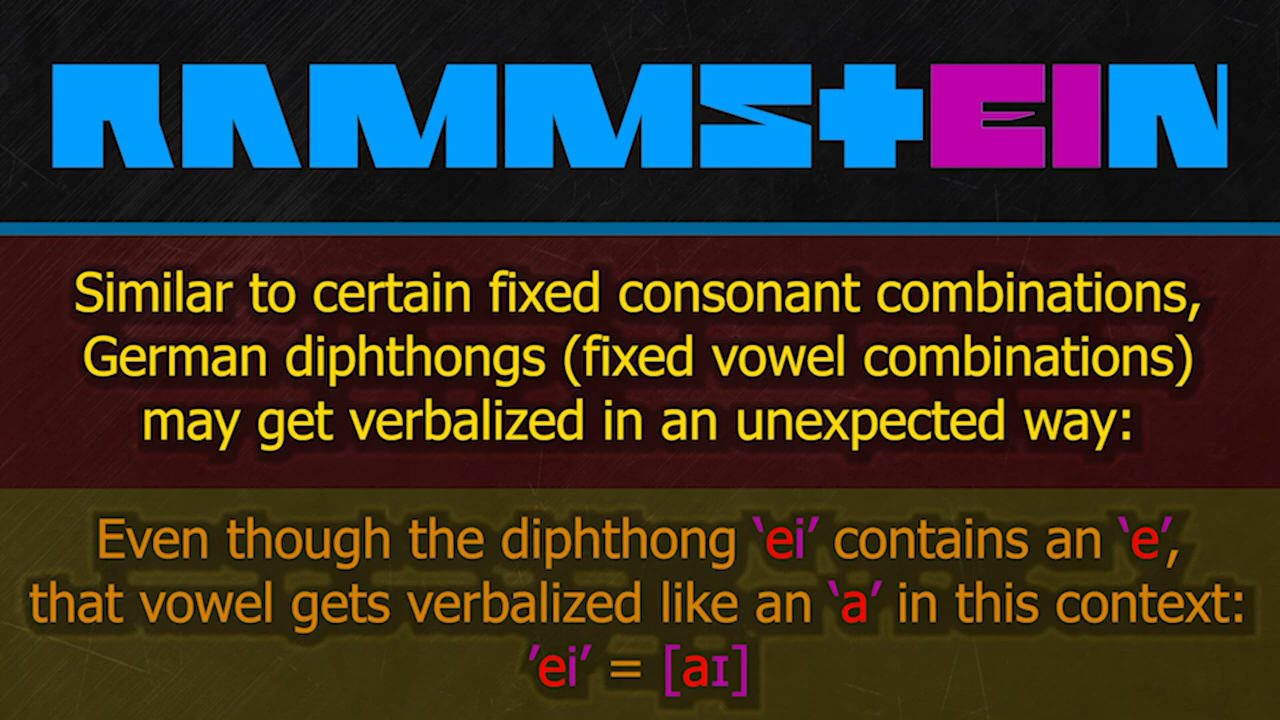 RAMMSTEIN
Similar to certain fixed consonant combinations,
German diphthongs (fixed vowel combinations)
may get verbalized in an unexpected way:
Even though the diphthong ‘ei’ contains an ‘e’,
that vowel gets verbalized like an ‘a’ in this context:
’ei’ = [aɪ]